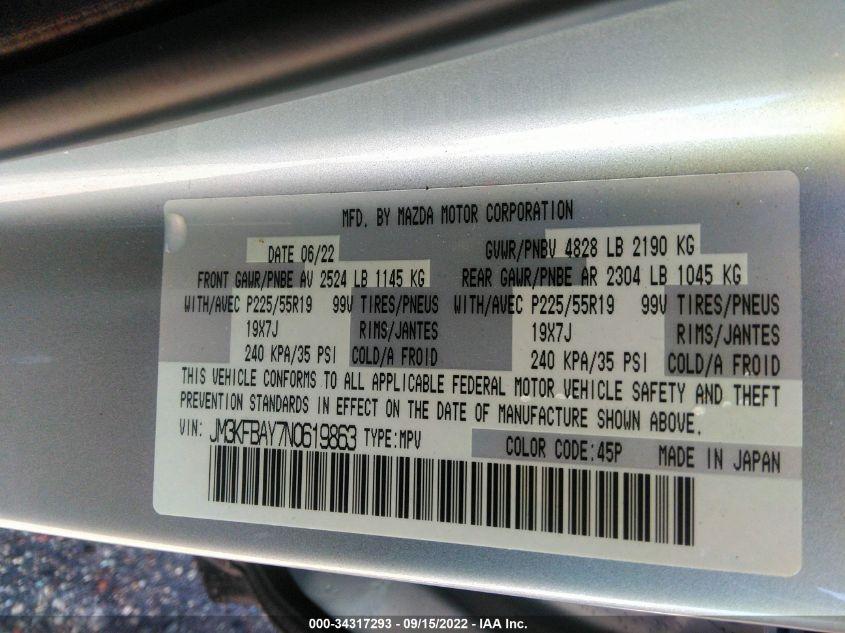 MFD. BY MAZDA MOTOR CORPORATION
DATE 06/22 GVWR/PNBV 4828 LB 2190 KG
FRONT GAWR/PNBE AV 2524 LB 1145 KG REAR GAWR/PNBE AR 2304 LB 1045 KG
WITH/AVEC P225/55R19 99V TIRES/PNEUS WITH/AVEC P225/55R19 99V TIRES/PNEUS
19X7J RIMS/JANTES 19X7J RIMS/JANTES
240 KPA/35 PSI COLD/A FROID 240 KPA/35 PSI COLD/A FROID
THIS VEHICLE CONFORMS TO ALL APPLICABLE FEDERAL MOTOR VEHICLE SAFETY AND THEFT
PREVENTION STANDARDS IN EFFECT ON THE DATE OF MANUFACTURE SHOWN ABOVE.
VIN: JM3KFBAY7N0619863 TYPE:MPV COLOR CODE:45P MADE IN JAPAN
000-34317293 - 09/15/2022 - IAA Inc.